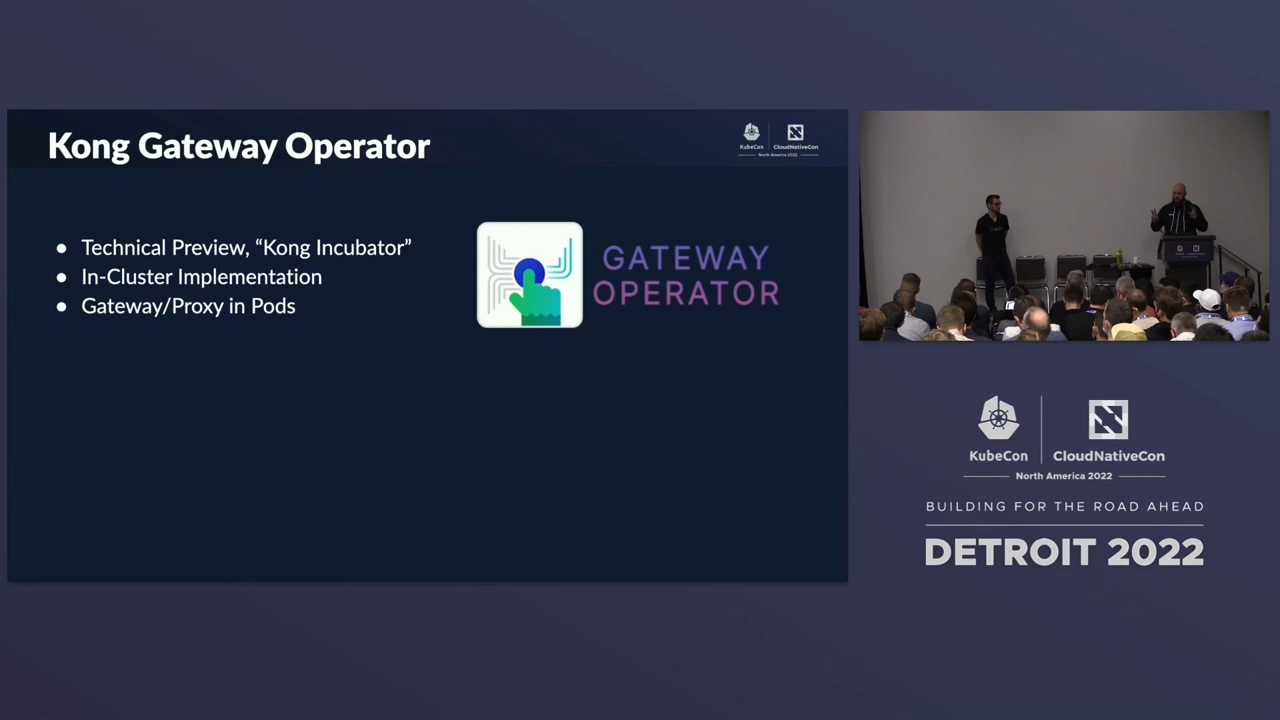 Kong Gateway Operator
KubeCon
CloudNativeCon
North America 2022
● Technical Preview, “Kong Incubator”
● In-Cluster Implementation
● Gateway/Proxy in Pods
GATEWAY
OPERATOR
KubeCon
CloudNativeCon
North America 2022
BUILDING FOR THE ROAD AHEAD
DETROIT 2022